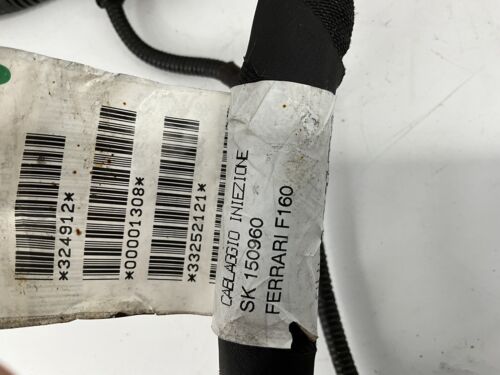 *324912*
*00001308*
*33252121*
CABLAGGIO INIEZIONE
SK 150960
FERRARI F160